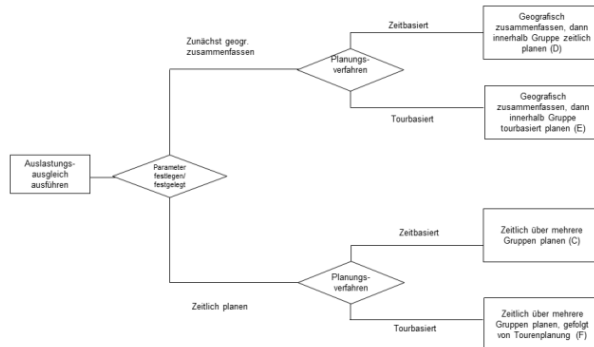 Zeitbasiert
Geografisch
zusammenfassen, dann
innerhalb Gruppe zeitlich
planen (D)
Zunächst geogr.
zusammenfassen
Planungs-
verfahren
Geografisch
zusammenfassen, dann
innerhalb Gruppe
tourbasiert planen (E)
Tourbasiert
Auslastungs-
ausgleich
ausführen
Parameter
festlegen/
festgelegt
Zeitbasiert
Zeitlich über mehrere
Gruppen planen (C)
Planungs-
verfahren
Zeitlich planen
Tourbasiert
Zeitlich über mehrere
Gruppen planen, gefolgt
von Tourenplanung (F)